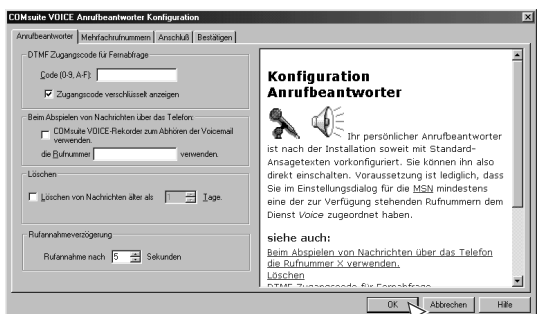 COMsuite VOICE Anrufbeantworter Konfiguration
Anrufbeantworter Mehrfachrufnummern Anschluß Bestätigen
DTMF Zugangscode für Fernabfrage
Code (0-9, A-F):
Zugangscode verschlüsselt anzeigen
Beim Abspielen von Nachrichten über das Telefon:
COMsuite VOICE-Rekorder zum Abhören der Voicemail
verwenden.
die Rufnummer verwenden.
Löschen
Löschen von Nachrichten älter als 1 Tage.
Rufannahmeverzögerung
Rufannahme nach 5 Sekunden
Konfiguration
Anrufbeantworter
Ihr persönlicher Anrufbeantworter
ist nach der Installation soweit mit Standard-
Ansagetexten vorkonfiguriert. Sie können ihn also
direkt einschalten. Voraussetzung ist lediglich, dass
Sie im Einstellungsdialog für die MSN mindestens
eine der zur Verfügung stehenden Rufnummern dem
Dienst Voice zugeordnet haben.
siehe auch:
Beim Abspielen von Nachrichten über das Telefon
die Rufnummer X verwenden.
Löschen
DTMF Zugangscode für Fernabfrage
OK Abbrechen Hilfe